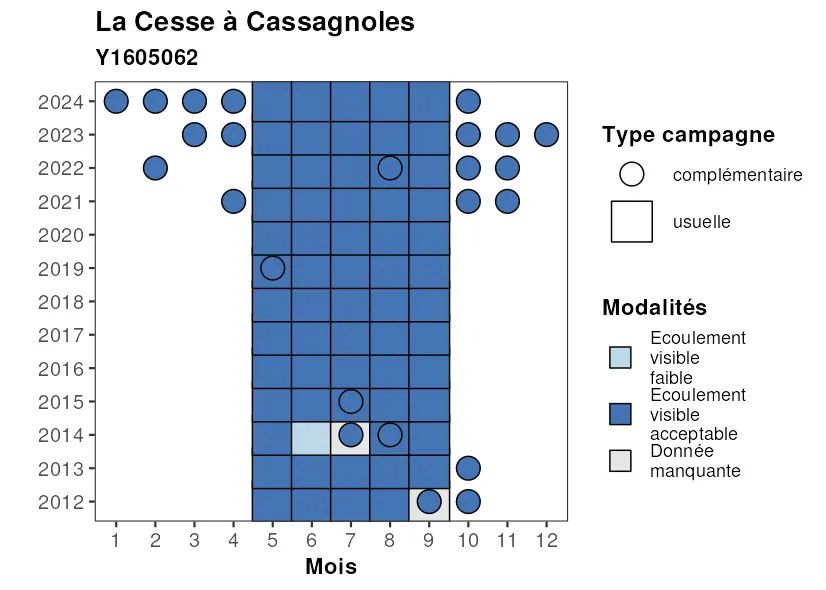 La Cesse à Cassagnoles
Y1605062
2024
2023
2022
2021
2020
2019
2018
2017
2016
2015
2014
2013
2012
1 2 3 4 5 6 7 8 9 10 11 12
Mois
Type campagne
complémentaire
usuelle
Modalités
Ecoulement
visible
faible
Ecoulement
visible
acceptable
Donnée
manquante